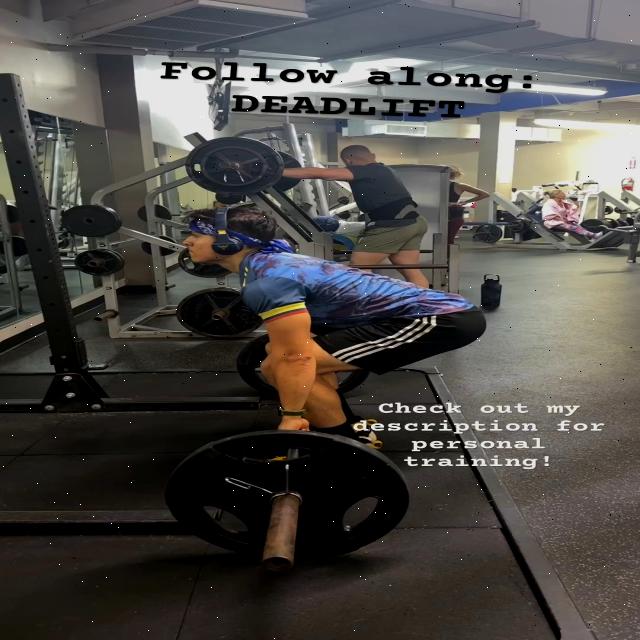 Follow along:
DEADLIFT
Check out my
description for
personal
training!